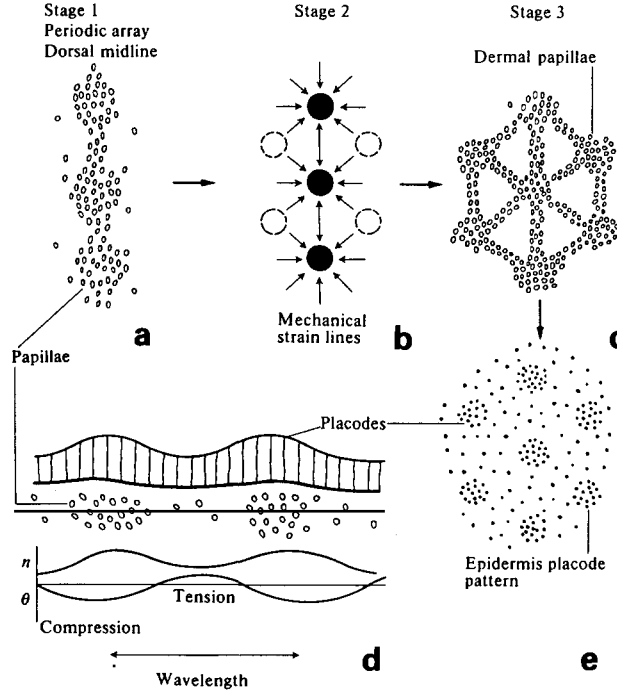 Stage 1
Periodic array
Dorsal midline
Stage 2
Stage 3
Dermal papillae
a
Mechanical
strain lines
b
c
Papillae
Placodes
n
θ
Tension
Compression
Wavelength
d
Epidermis placode
pattern
e